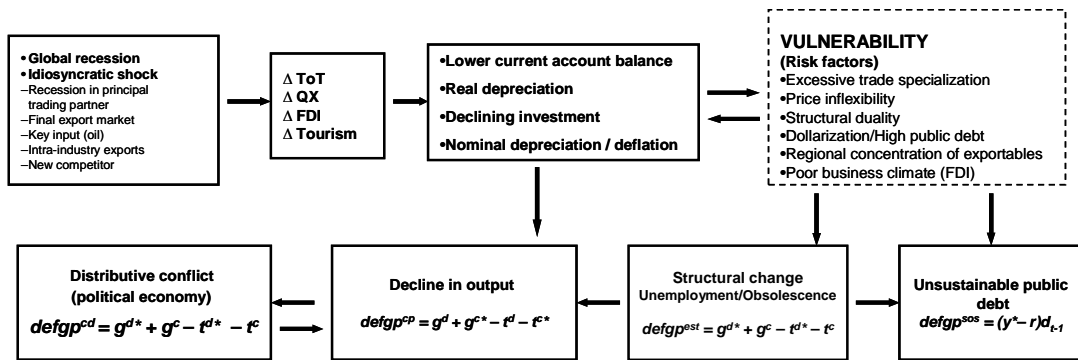 •Global recession
•Idiosyncratic shock
–Recession in principal
trading partner
–Final export market
–Key input (oil)
–Intra-industry exports
–New competitor
Δ ToT
Δ QX
Δ FDI
Δ Tourism
•Lower current account balance
•Real depreciation
•Declining investment
•Nominal depreciation / deflation
VULNERABILITY
(Risk factors)
•Excessive trade specialization
•Price inflexibility
•Structural duality
•Dollarization/High public debt
•Regional concentration of exportables
•Poor business climate (FDI)
Distributive conflict
(political economy)
defgp^cd = g^d* + g^c – t^d* – t^c
Decline in output
defgp^cp = g^d + g^c* – t^d – t^c*
Structural change
Unemployment/Obsolescence
defgp^est = g^d* + g^c – t^d* – t^c
Unsustainable public
debt
defgp^sos = (y*– r)d_t-1